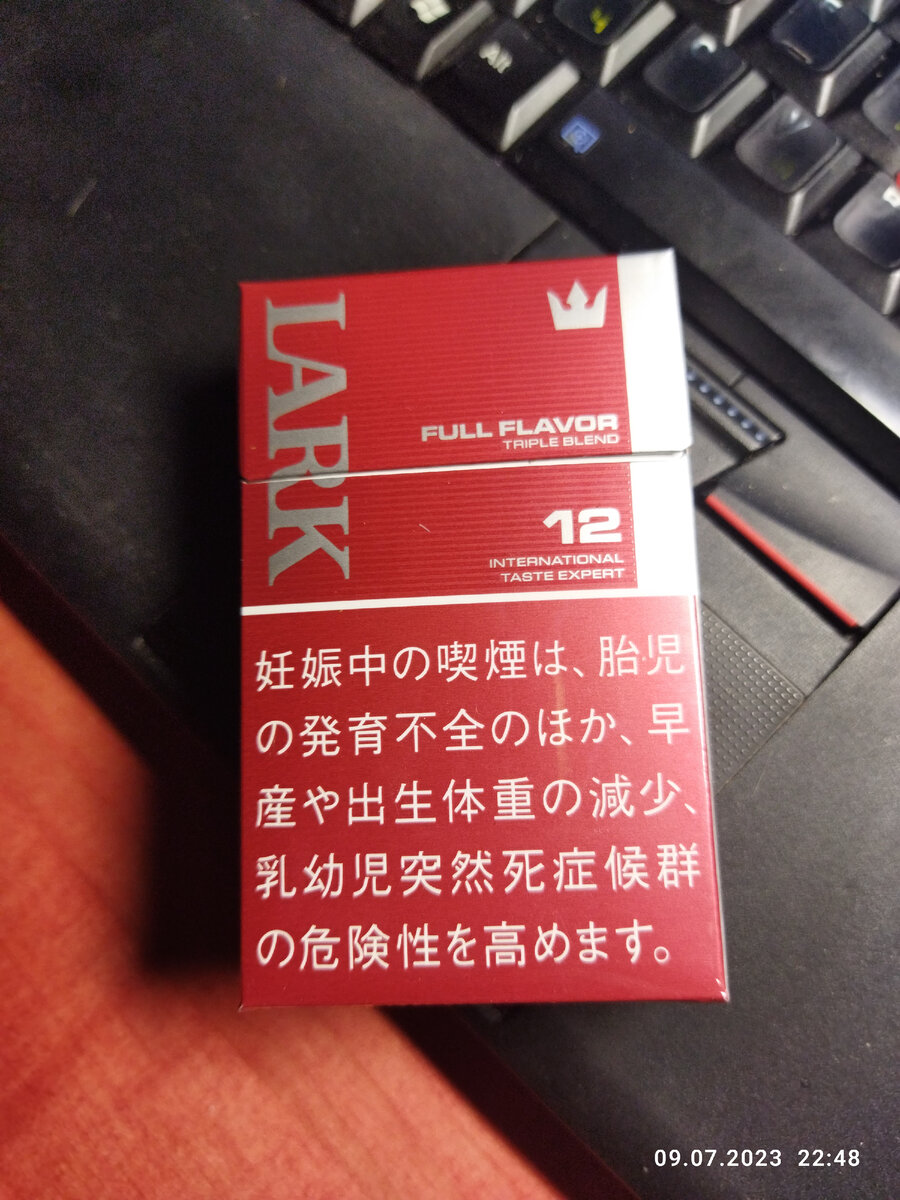 Alt
LARK
FULL FLAVOR
TRIPLE BLEND
12
INTERNATIONAL
TASTE EXPERT
妊娠中の喫煙は、胎児
の発育不全のほか、早
産や出生体重の減少、
乳幼児突然死症候群
の危険性を高めます。
09.07.2023 22:48